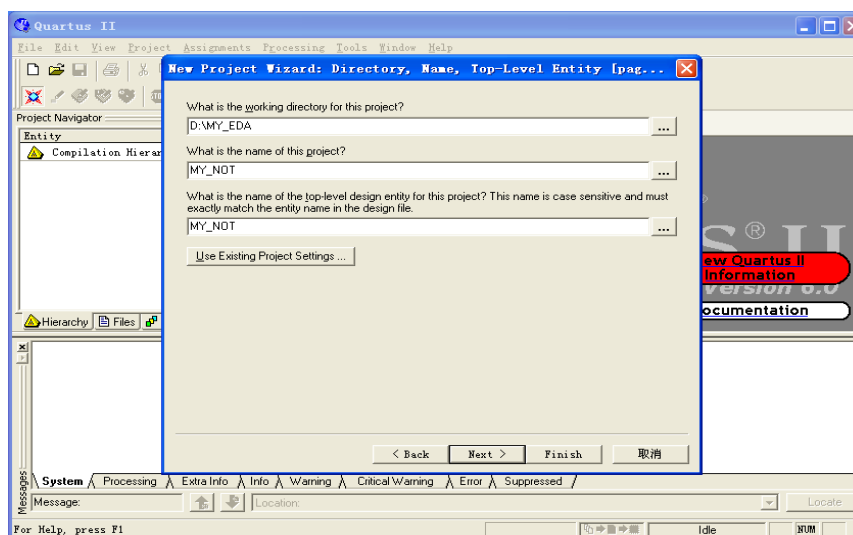 Quartus II
File Edit View Project Assignments Processing Tools Window Help
New Project Wizard: Directory, Name, Top-Level Entity [pag...
Project Navigator
Entity
Compilation Hierar
What is the working directory for this project?
D:\MY_EDA
...
What is the name of this project?
MY_NOT
...
What is the name of the top-level design entity for this project? This name is case sensitive and must
exactly match the entity name in the design file.
MY_NOT
...
Use Existing Project Settings ...
S ® II
ew Quartus II
Information
Version 6.0
ocumentation
Hierarchy Files
< Back Next > Finish 取消
Messages
System Processing Extra Info Info Warning Critical Warning Error Suppressed
Message: Location: Locate
For Help, press F1 Idle NUM